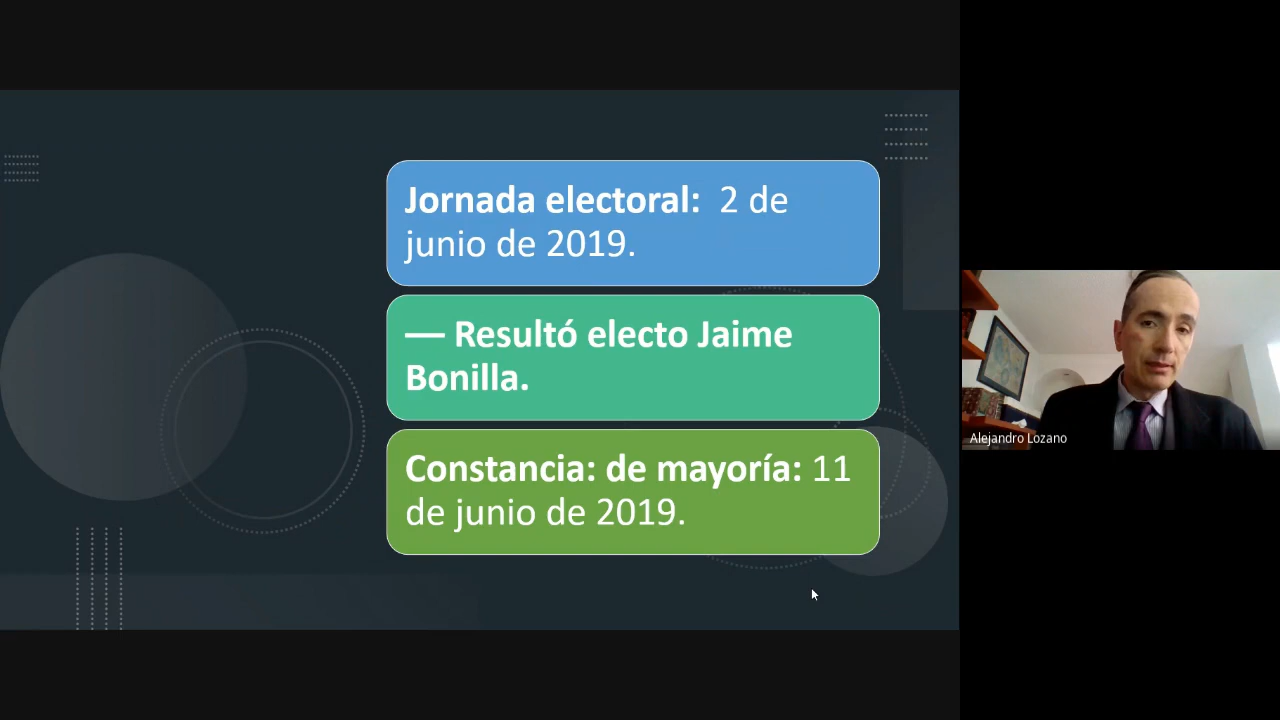 Jornada electoral: 2 de
junio de 2019.
— Resultó electo Jaime
Bonilla.
Constancia: de mayoría: 11
de junio de 2019.
Alejandro Lozano